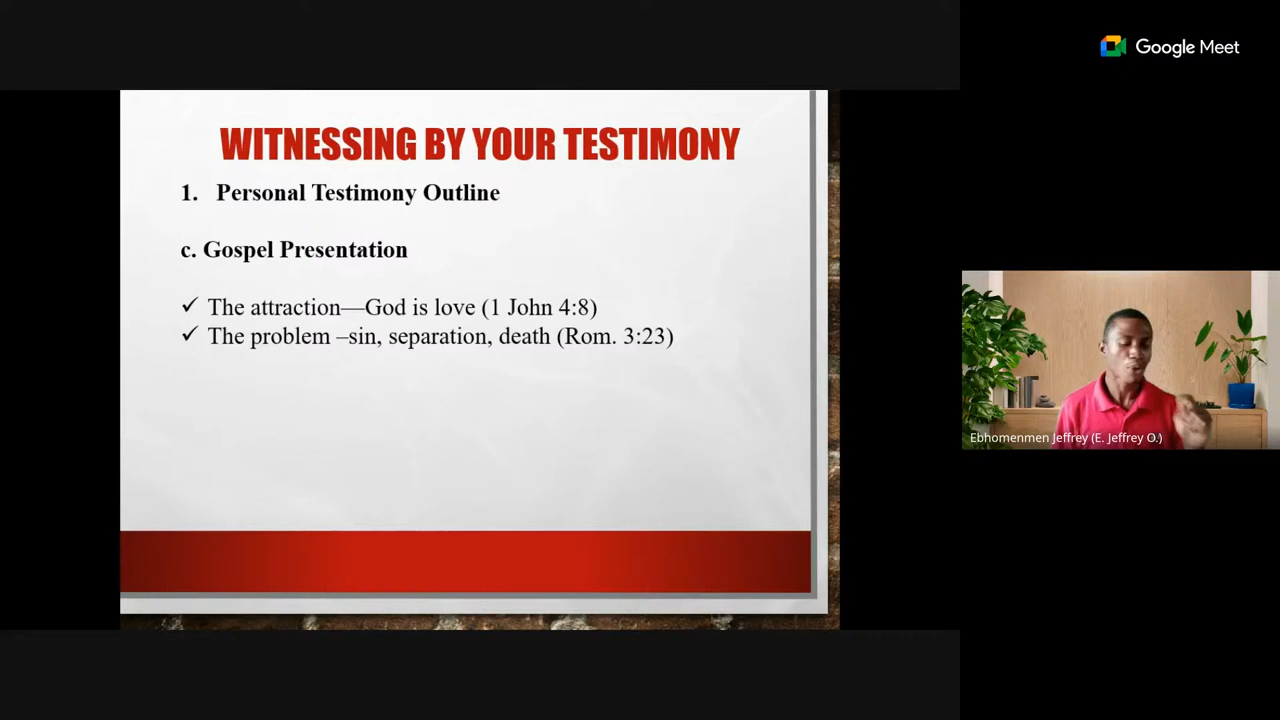 Google Meet
WITNESSING BY YOUR TESTIMONY
1. Personal Testimony Outline
c. Gospel Presentation
✓ The attraction—God is love (1 John 4:8)
✓ The problem –sin, separation, death (Rom. 3:23)
Ebhomenmen Jeffrey (E. Jeffrey O.)